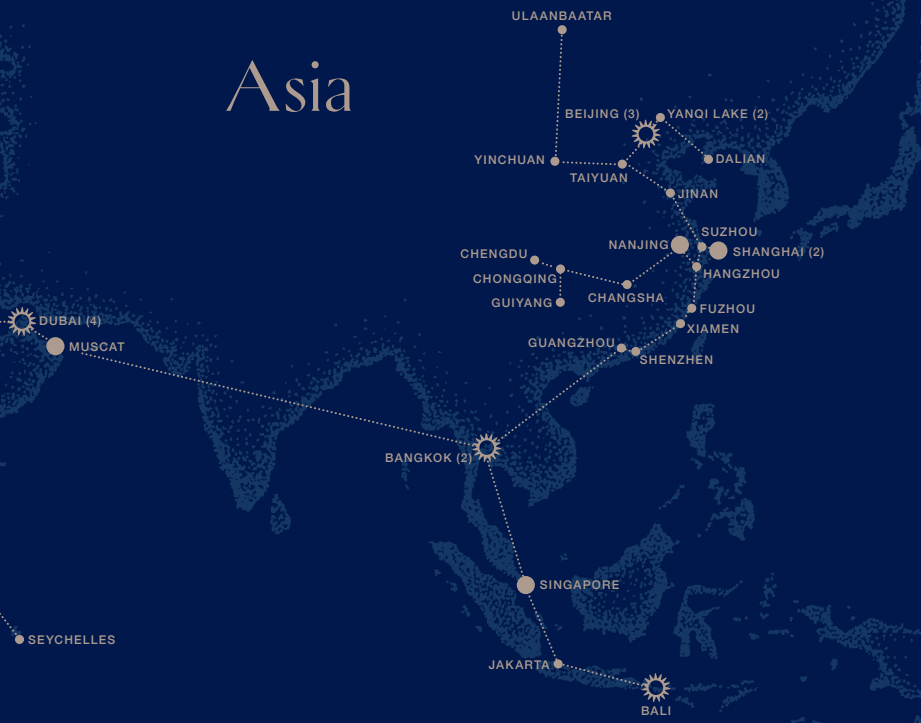 ULAANBAATAR
Asia
BEIJING (3)
YANQI LAKE (2)
YINCHUAN
DALIAN
TAIYUAN
JINAN
SUZHOU
NANJING
SHANGHAI (2)
CHENGDU
HANGZHOU
CHONGQING
CHANGSHA
GUIYANG
FUZHOU
DUBAI (4)
XIAMEN
MUSCAT
GUANGZHOU
SHENZHEN
BANGKOK (2)
SINGAPORE
SEYCHELLES
JAKARTA
BALI